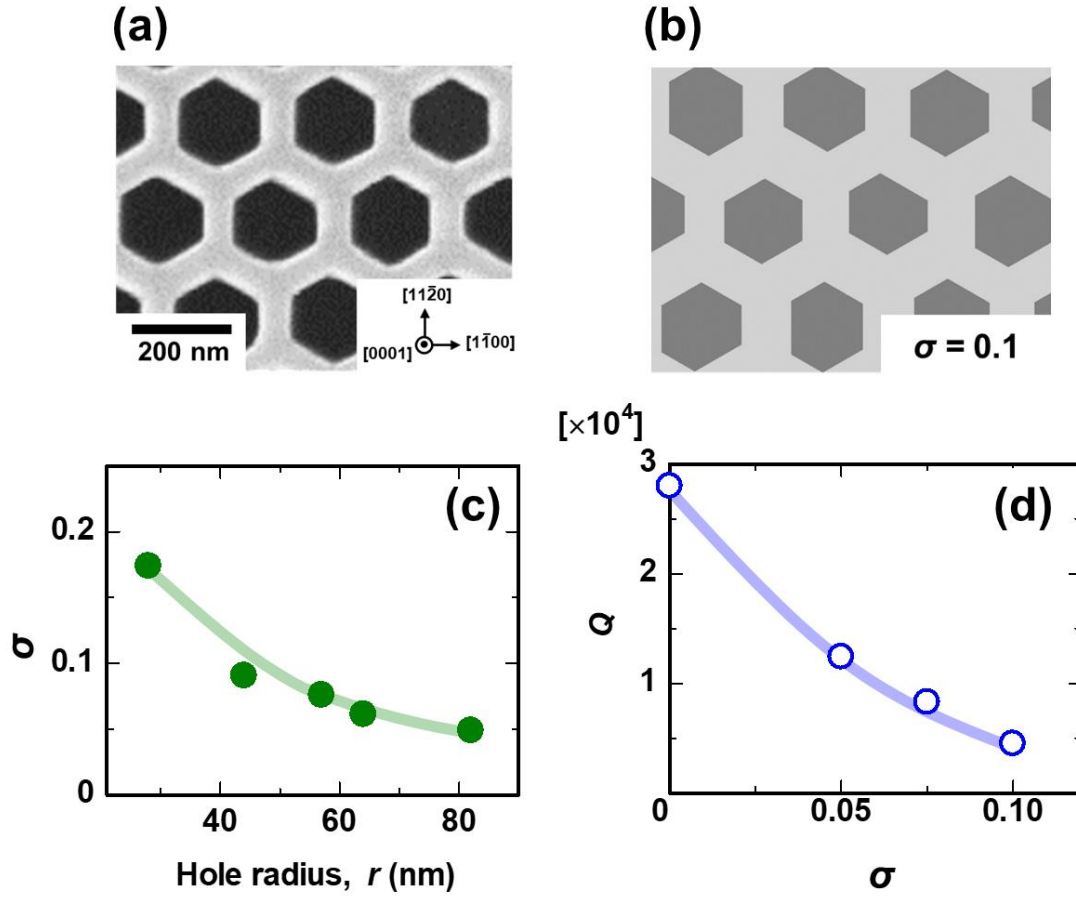 (a)
(b)
200 nm
[112̄0]
[0001]
[11̄00]
σ = 0.1
(c)
σ
0.2
0.1
0
40
60
80
Hole radius, r (nm)
[×10⁴]
(d)
Q
3
2
1
0
0.05
0.10
σ